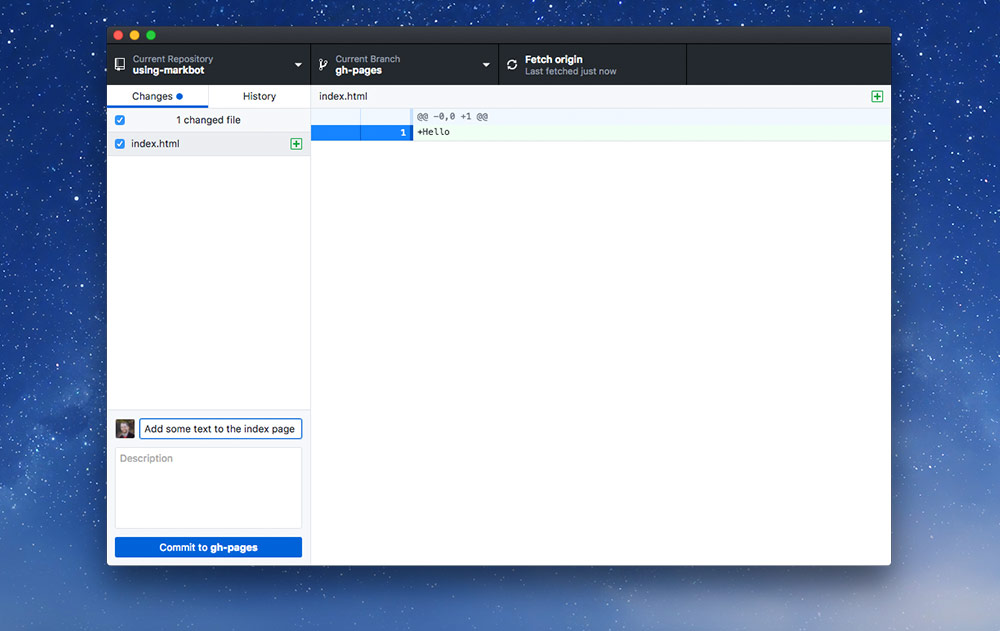 Current Repository
using-markbot
Current Branch
gh-pages
Fetch origin
Last fetched just now
Changes
History
1 changed file
index.html
index.html
@@ -0,0 +1 @@
1 +Hello
Add some text to the index page
Description
Commit to gh-pages